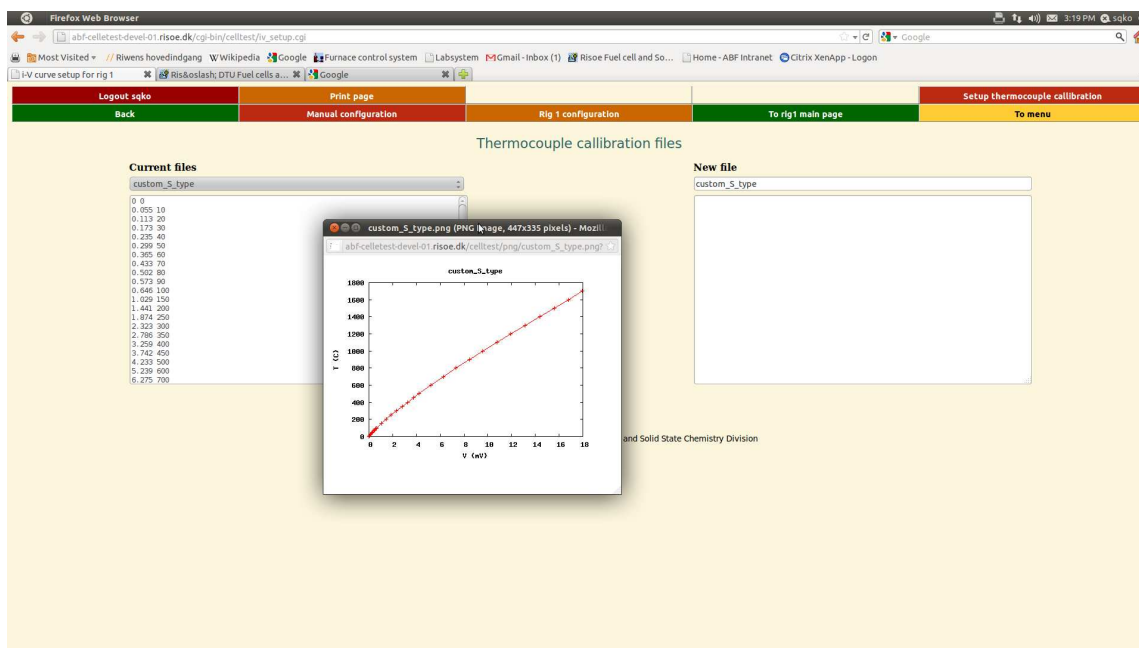 Firefox Web Browser 3:19 PM sqko
abf-celletest-devel-01.risoe.dk/cgi-bin/celltest/iv_setup.cgi Google
Most Visited Riwens hovedindgang Wikipedia Google Furnace control system Labsystem Gmail - Inbox (1) Risoe Fuel cell and So... Home - ABF Intranet Citrix XenApp - Logon
i-V curve setup for rig 1 Ris&oslash; DTU Fuel cells a... Google
Logout sqko Print page Setup thermocouple callibration
Back Manual configuration Rig 1 configuration To rig1 main page To menu
Thermocouple callibration files
Current files New file
custom_S_type custom_S_type
0 0
0.055 10
0.113 20
0.173 30
0.235 40
0.299 50
0.365 60
0.433 70
0.502 80
0.573 90
0.646 100
1.029 150
1.441 200
1.874 250
2.323 300
2.786 350
3.259 400
3.742 450
4.233 500
5.239 600
6.275 700
custom_S_type.png (PNG Image, 447x335 pixels) - Mozill
abf-celletest-devel-01.risoe.dk/celltest/png/custom_S_type.png?
custom_S_type
1800
1600
1400
1200
1000
800
600
400
200
0
T (C)
0 2 4 6 8 10 12 14 16 18
V (mV)
and Solid State Chemistry Division